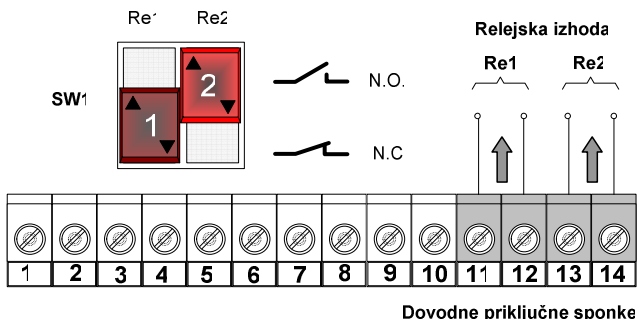 Re1 Re2
Relejska izhoda
Re1 Re2
SW1
2
N.O.
1
N.C
1 2 3 4 5 6 7 8 9 10 11 12 13 14
Dovodne priključne sponke